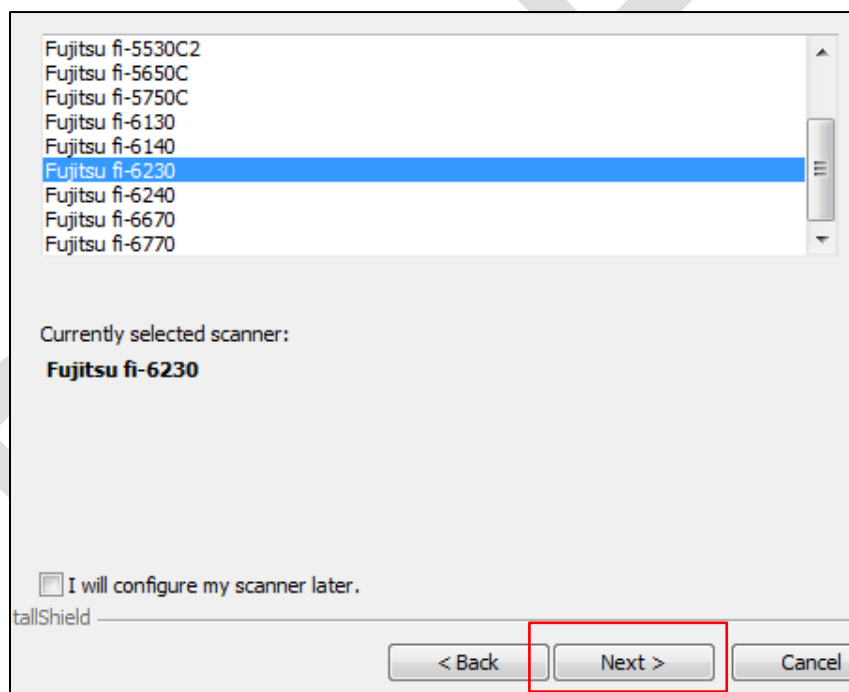 Fujitsu fi-5530C2
Fujitsu fi-5650C
Fujitsu fi-5750C
Fujitsu fi-6130
Fujitsu fi-6140
Fujitsu fi-6230
Fujitsu fi-6240
Fujitsu fi-6670
Fujitsu fi-6770
Currently selected scanner:
Fujitsu fi-6230
I will configure my scanner later.
tallShield
< Back Next > Cancel